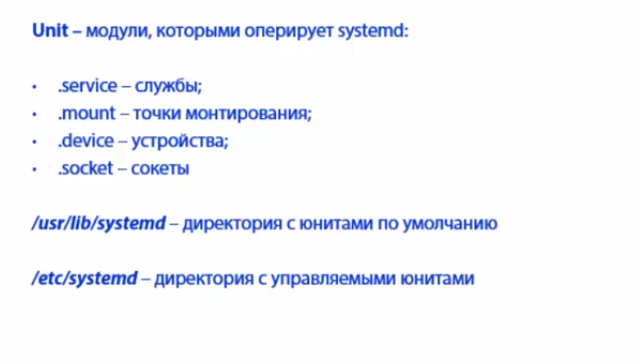 Unit – модули, которыми оперирует systemd:
• .service – службы;
• .mount – точки монтирования;
• .device – устройства;
• .socket – сокеты
/usr/lib/systemd – директория с юнитами по умолчанию
/etc/systemd – директория с управляемыми юнитами